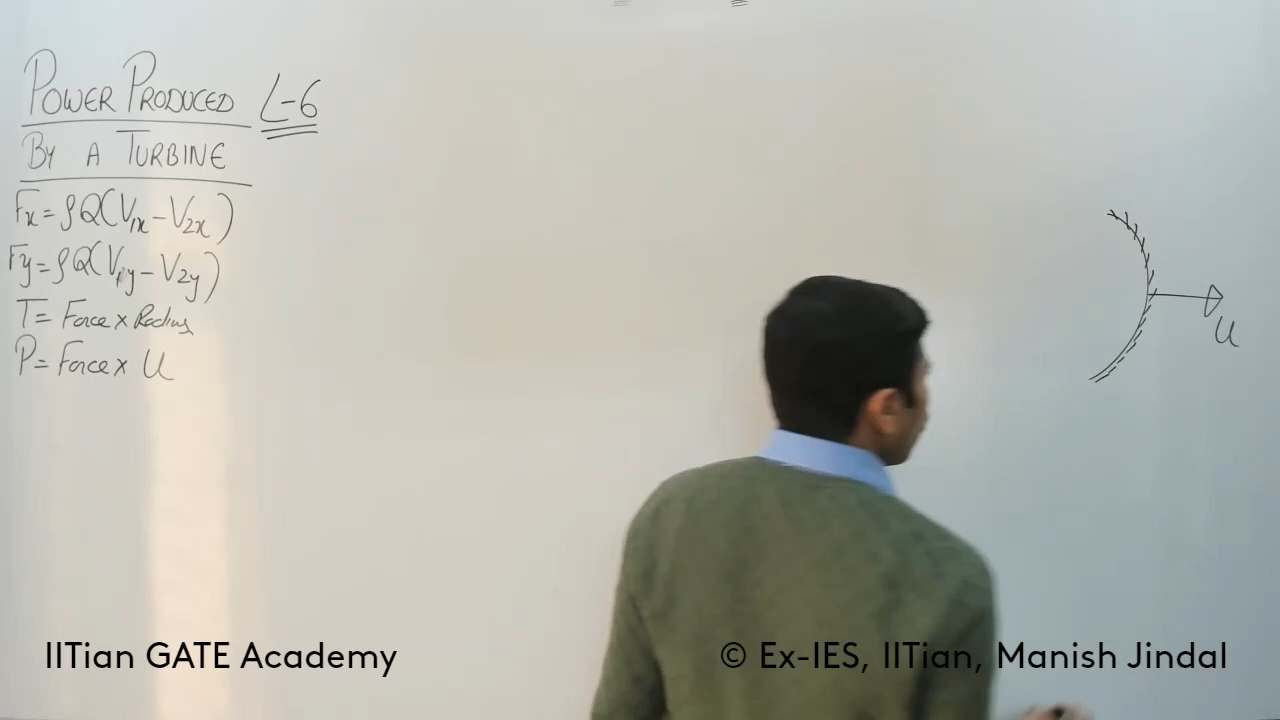 POWER PRODUCED L-6
BY A TURBINE
Fx = ρQ(V1x - V2x)
Fy = ρQ(V1y - V2y)
T = Force x Radius
P = Force x U
U
IITian GATE Academy
© Ex-IES, IITian, Manish Jindal